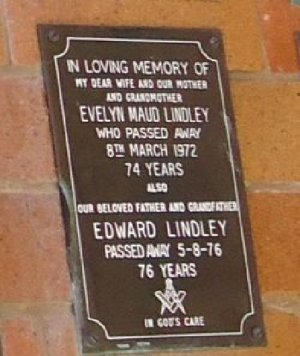 IN LOVING MEMORY OF
MY DEAR WIFE AND OUR MOTHER
AND GRANDMOTHER
EVELYN MAUD LINDLEY
WHO PASSED AWAY
8TH MARCH 1972
74 YEARS
ALSO
OUR BELOVED FATHER AND GRANDFATHER
EDWARD LINDLEY
PASSED AWAY 5-8-76
76 YEARS
IN GOD'S CARE